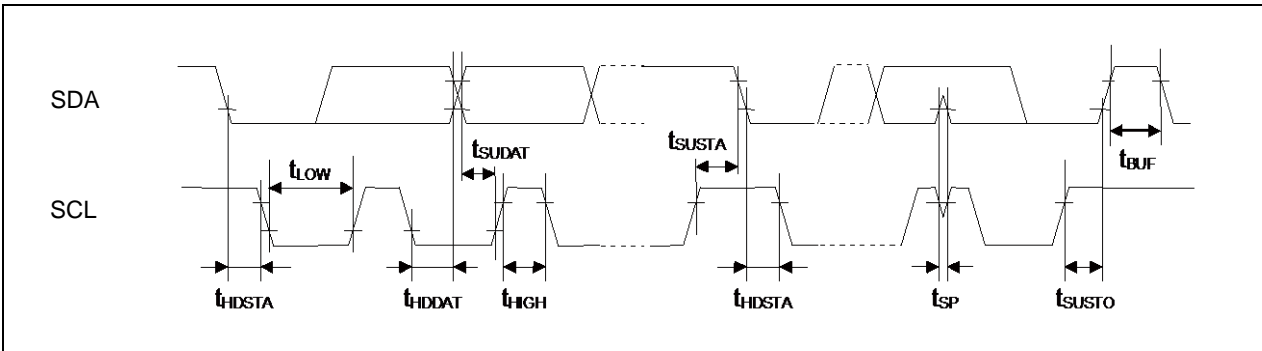 SDA
tSUDAT
tSUSTA
tBUF
tLOW
SCL
tHDSTA
tHDDAT
tHIGH
tHDSTA
tSP
tSUSTO